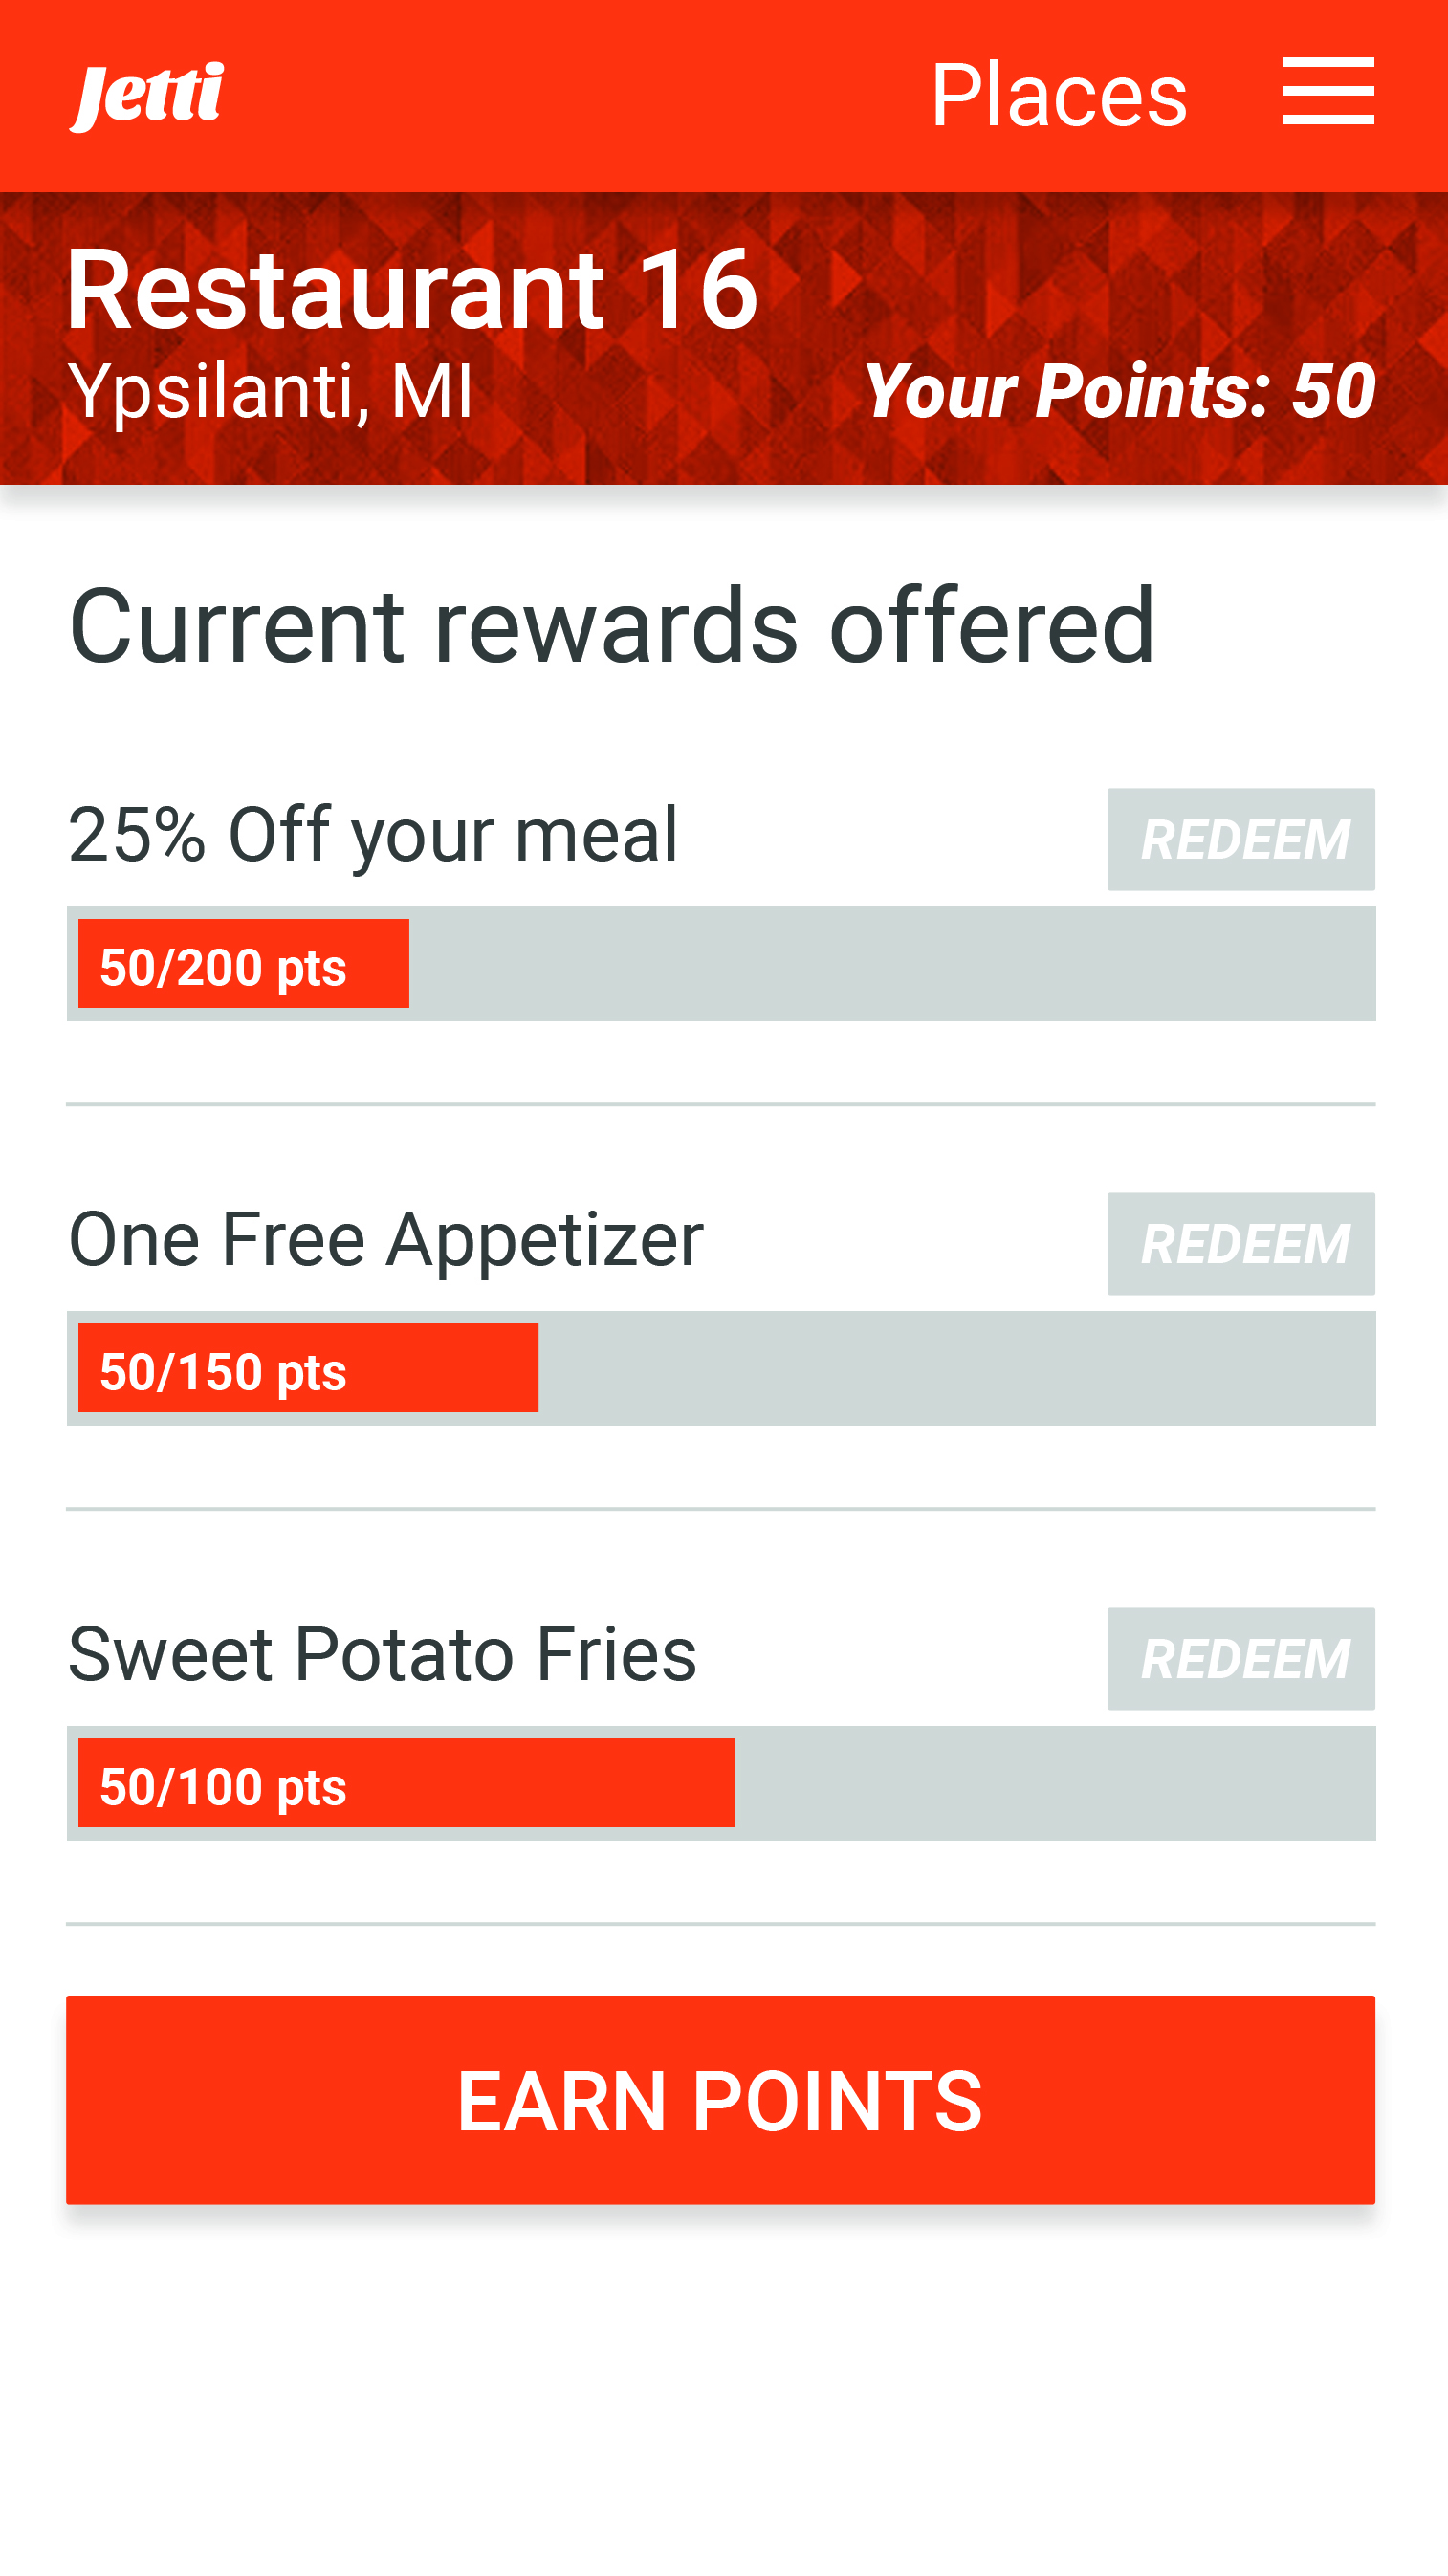 Jetti
Places
Restaurant 16
Ypsilanti, MI
Your Points: 50
Current rewards offered
25% Off your meal
REDEEM
50/200 pts
One Free Appetizer
REDEEM
50/150 pts
Sweet Potato Fries
REDEEM
50/100 pts
EARN POINTS